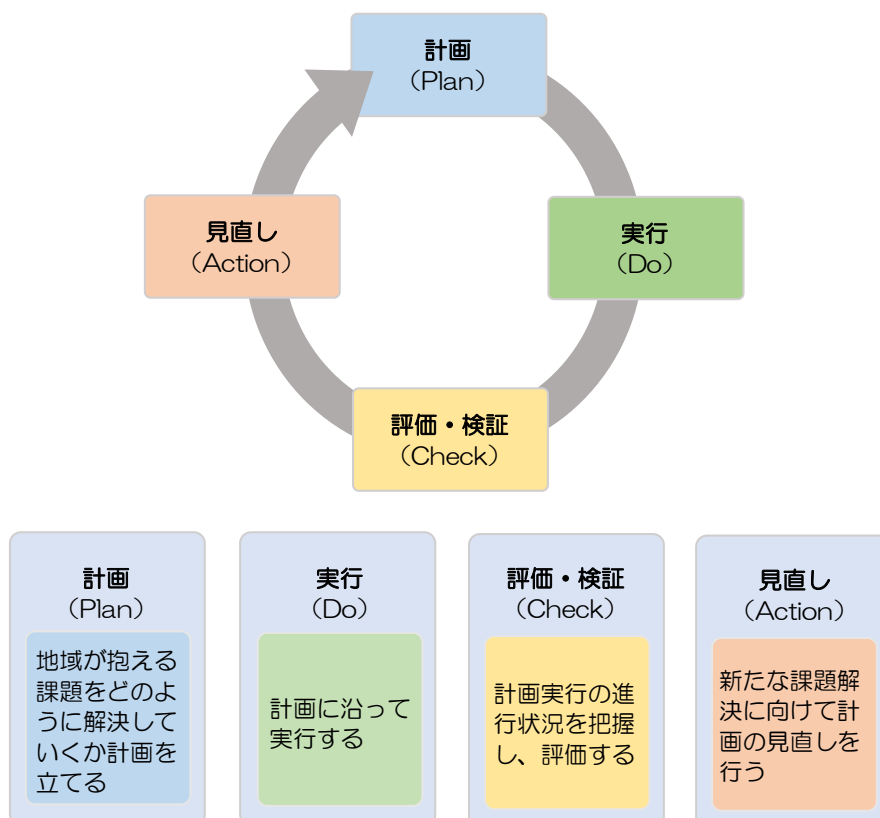 計画
（Plan）
見直し
（Action）
実行
（Do）
評価・検証
（Check）
計画
（Plan）
地域が抱える
課題をどのよ
うに解決して
いくか計画を
立てる
実行
（Do）
計画に沿って
実行する
評価・検証
（Check）
計画実行の進
行状況を把握
し、評価する
見直し
（Action）
新たな課題解
決に向けて計
画の見直しを
行う